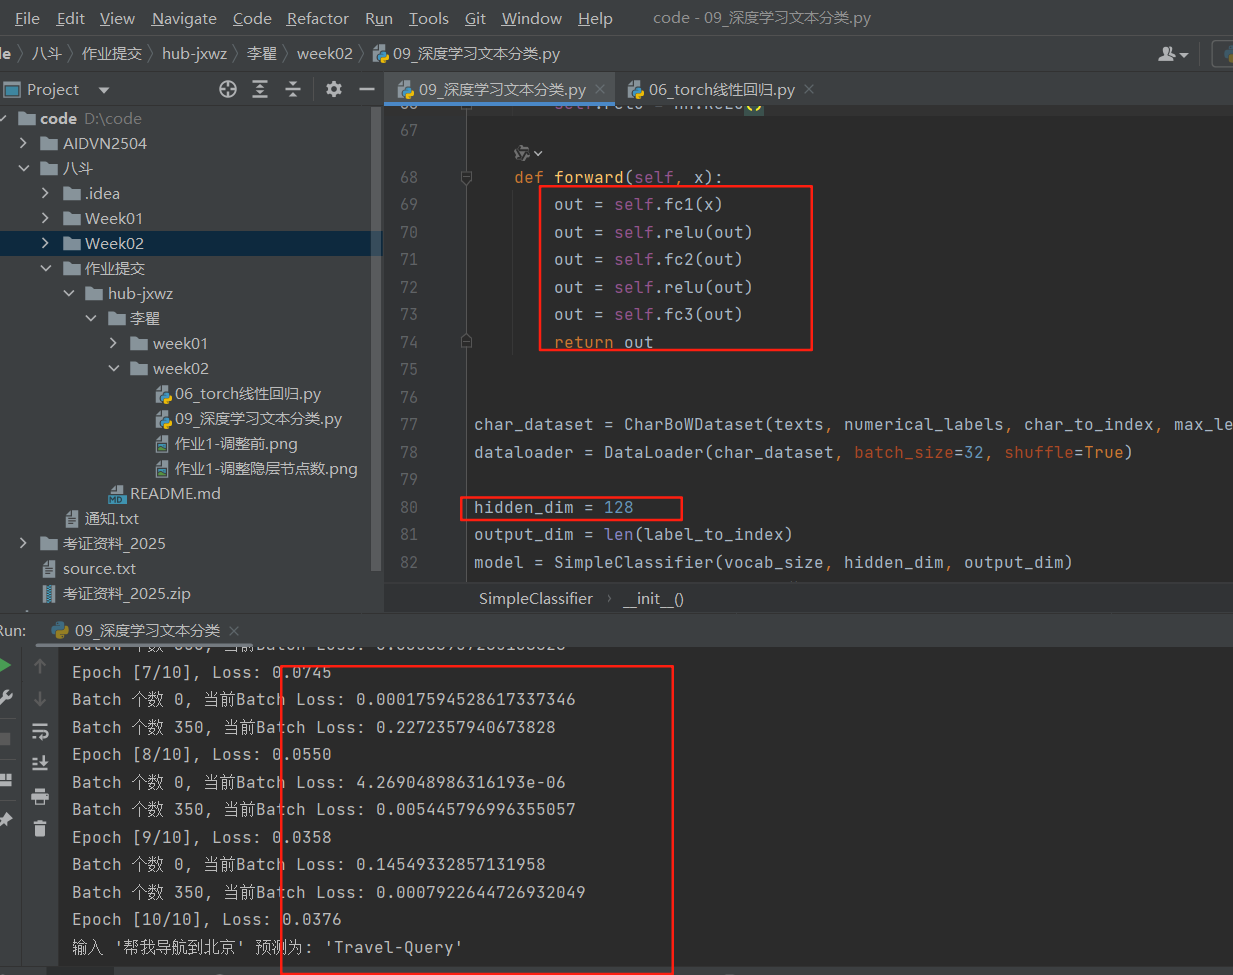 File Edit View Navigate Code Refactor Run Tools Git Window Help code - 09_深度学习文本分类.py
le 八斗 作业提交 hub-jxwz 李瞿 week02 09_深度学习文本分类.py
Project
09_深度学习文本分类.py
06_torch线性回归.py
code D:\code
AIDVN2504
八斗
.idea
Week01
Week02
作业提交
hub-jxwz
李瞿
week01
week02
06_torch线性回归.py
09_深度学习文本分类.py
作业1-调整前.png
作业1-调整隐层节点数.png
README.md
通知.txt
考证资料_2025
source.txt
考证资料_2025.zip
67
68 def forward(self, x):
69 out = self.fc1(x)
70 out = self.relu(out)
71 out = self.fc2(out)
72 out = self.relu(out)
73 out = self.fc3(out)
74 return out
75
76
77 char_dataset = CharBoWDataset(texts, numerical_labels, char_to_index, max_le
78 dataloader = DataLoader(char_dataset, batch_size=32, shuffle=True)
79
80 hidden_dim = 128
81 output_dim = len(label_to_index)
82 model = SimpleClassifier(vocab_size, hidden_dim, output_dim)
SimpleClassifier › __init__()
Run: 09_深度学习文本分类
Epoch [7/10], Loss: 0.0745
Batch 个数 0, 当前Batch Loss: 0.00017594528617337346
Batch 个数 350, 当前Batch Loss: 0.2272357940673828
Epoch [8/10], Loss: 0.0550
Batch 个数 0, 当前Batch Loss: 4.269048986316193e-06
Batch 个数 350, 当前Batch Loss: 0.005445796996355057
Epoch [9/10], Loss: 0.0358
Batch 个数 0, 当前Batch Loss: 0.14549332857131958
Batch 个数 350, 当前Batch Loss: 0.0007922644726932049
Epoch [10/10], Loss: 0.0376
输入 '帮我导航到北京' 预测为: 'Travel-Query'